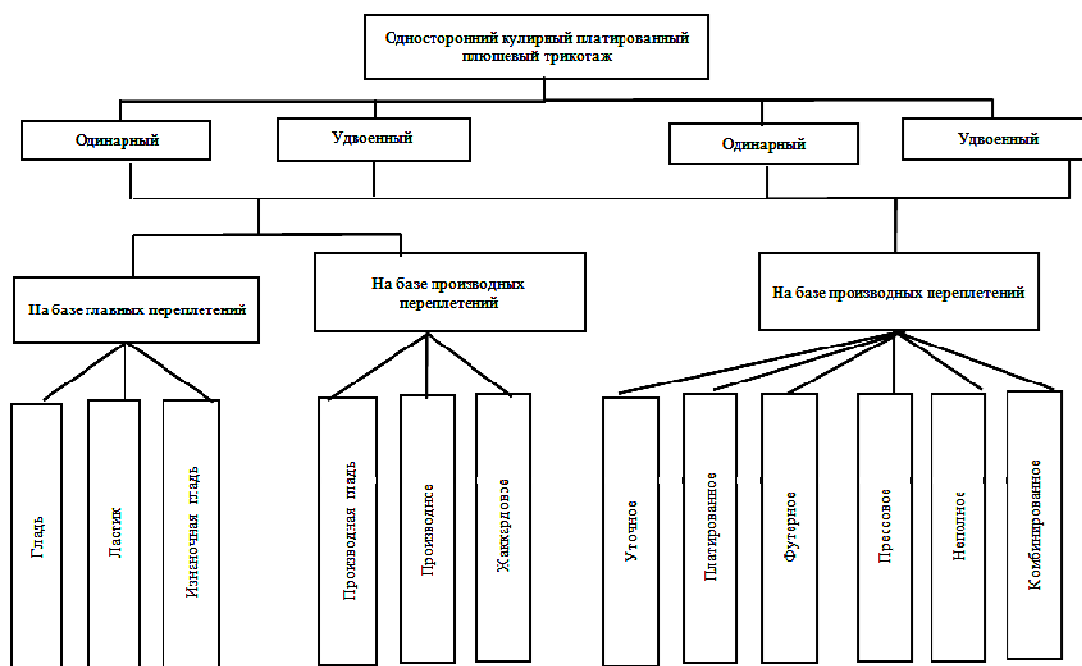 Односторонний кулирный платированный
плюшевый трикотаж
Одинарный
Удвоенный
Одинарный
Удвоенный
На базе главных переплетений
На базе производных
переплетений
На базе производных переплетений
Гладь
Ластик
Изнаночная гладь
Производная гладь
Производное
Жаккардовое
Уточное
Платированное
Футерное
Прессовое
Неполное
Комбинированное